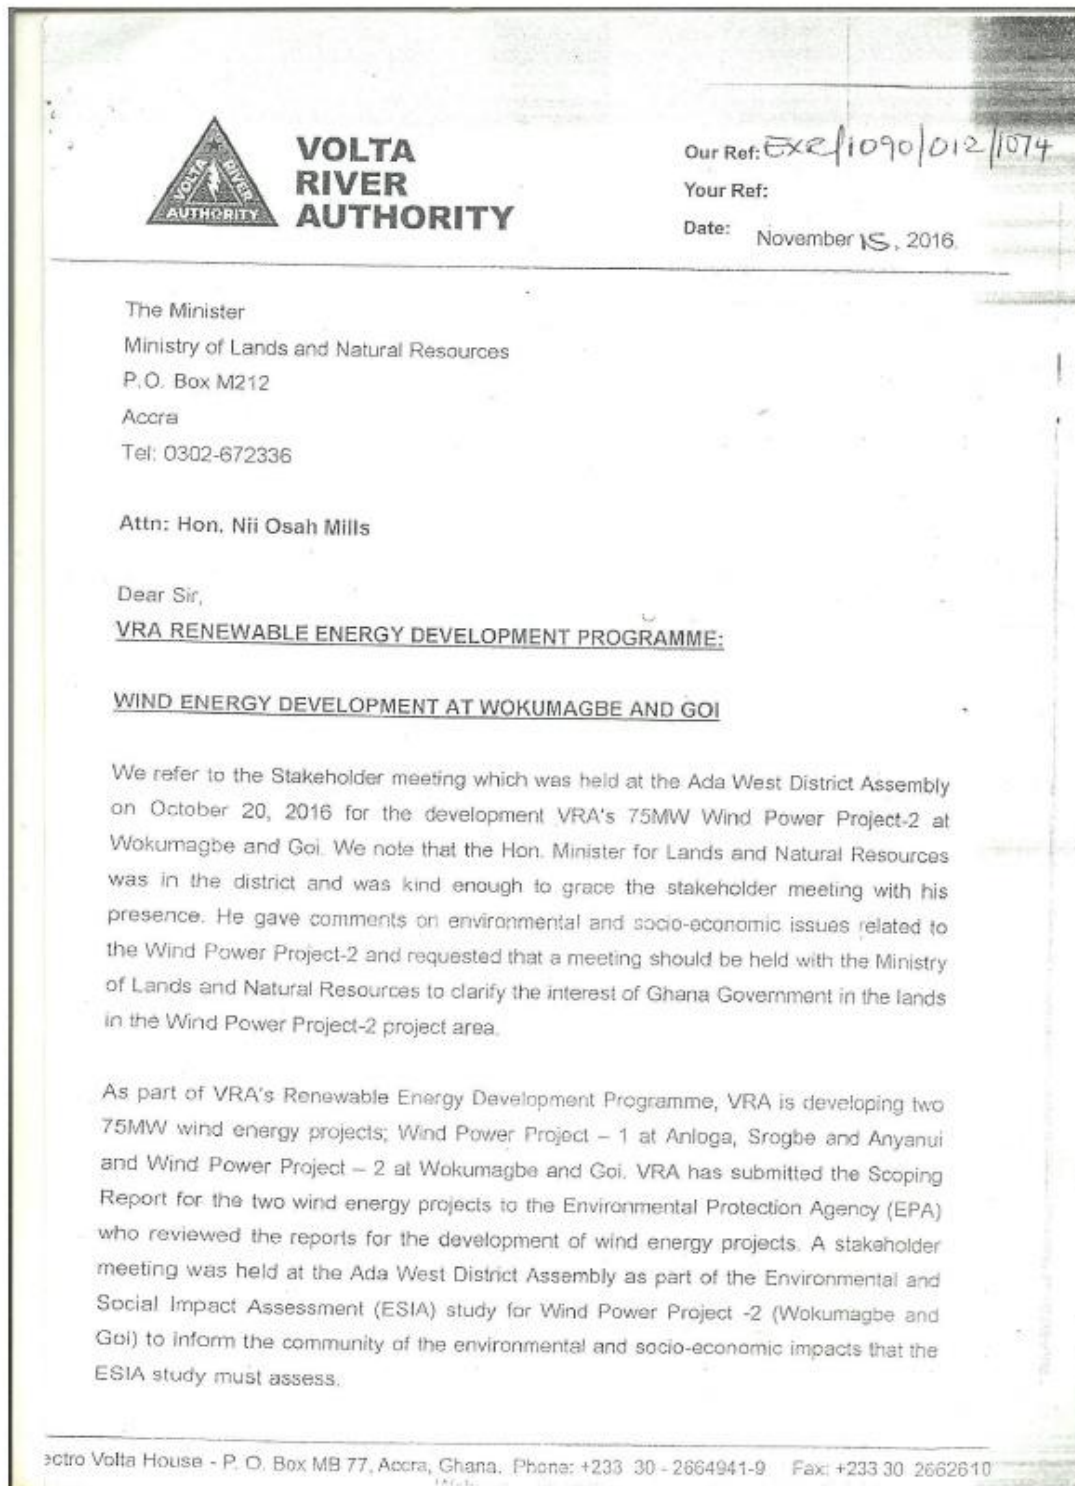 VOLTA
RIVER
AUTHORITY
VOLTA RIVER
AUTHORITY
Our Ref: EXE/1090/012/1074
Your Ref:
Date: November 15, 2016.
The Minister
Ministry of Lands and Natural Resources
P.O. Box M212
Accra
Tel: 0302-672336
Attn: Hon. Nii Osah Mills
Dear Sir,
VRA RENEWABLE ENERGY DEVELOPMENT PROGRAMME:
WIND ENERGY DEVELOPMENT AT WOKUMAGBE AND GOI
We refer to the Stakeholder meeting which was held at the Ada West District Assembly
on October 20, 2016 for the development VRA's 75MW Wind Power Project-2 at
Wokumagbe and Goi. We note that the Hon. Minister for Lands and Natural Resources
was in the district and was kind enough to grace the stakeholder meeting with his
presence. He gave comments on environmental and socio-economic issues related to
the Wind Power Project-2 and requested that a meeting should be held with the Ministry
of Lands and Natural Resources to clarify the interest of Ghana Government in the lands
in the Wind Power Project-2 project area.
As part of VRA's Renewable Energy Development Programme, VRA is developing two
75MW wind energy projects; Wind Power Project – 1 at Anloga, Srogbe and Anyanui
and Wind Power Project – 2 at Wokumagbe and Goi. VRA has submitted the Scoping
Report for the two wind energy projects to the Environmental Protection Agency (EPA)
who reviewed the reports for the development of wind energy projects. A stakeholder
meeting was held at the Ada West District Assembly as part of the Environmental and
Social Impact Assessment (ESIA) study for Wind Power Project -2 (Wokumagbe and
Goi) to inform the community of the environmental and socio-economic impacts that the
ESIA study must assess.
ectro Volta House - P. O. Box MB 77, Accra, Ghana. Phone: +233 30 - 2664941-9 Fax: +233 30 2662610